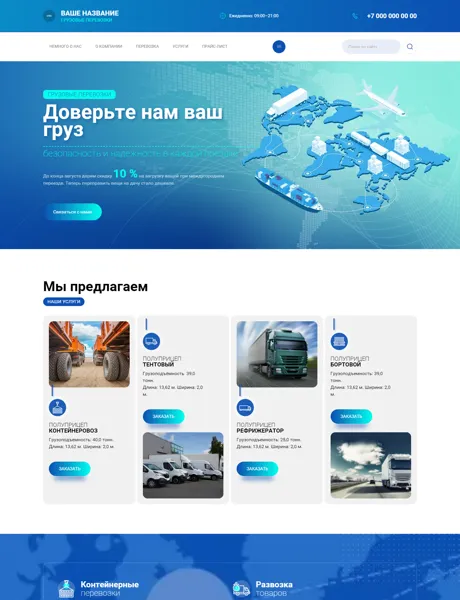 ВАШЕ НАЗВАНИЕ
ГРУЗОВЫЕ ПЕРЕВОЗКИ
Ежедневно: 09:00–21:00
+7 000 000 00 00
НЕМНОГО О НАС
О КОМПАНИИ
ПЕРЕВОЗКА
УСЛУГИ
ПРАЙС-ЛИСТ
Поиск по сайту
ГРУЗОВЫЕ ПЕРЕВОЗКИ
Доверьте нам ваш
груз
безопасность и надежность в каждой поездке
До конца августа дарим скидку 10 % на загрузку вещей при междугороднем
переезде. Теперь перевозить вещи на дачу стало дешевле.
Связаться с нами
Мы предлагаем
НАШИ УСЛУГИ
ПОЛУПРИЦЕП
КОНТЕЙНЕРОВОЗ
Грузоподъемность: 40,0 тонн.
Длина: 13,62 м. Ширина: 2,0 м.
ЗАКАЗАТЬ
ПОЛУПРИЦЕП
ТЕНТОВЫЙ
Грузоподъемность: 39,0
тонн.
Длина: 13,62 м. Ширина: 2,0
м.
ЗАКАЗАТЬ
ПОЛУПРИЦЕП
РЕФРИЖЕРАТОР
Грузоподъемность: 28,0 тонн.
Длина: 13,62 м. Ширина: 2,0 м.
ЗАКАЗАТЬ
ПОЛУПРИЦЕП
БОРТОВОЙ
Грузоподъемность: 39,0
тонн.
Длина: 13,62 м. Ширина: 2,0
м.
ЗАКАЗАТЬ
Контейнерные
перевозки
Развозка
товаров